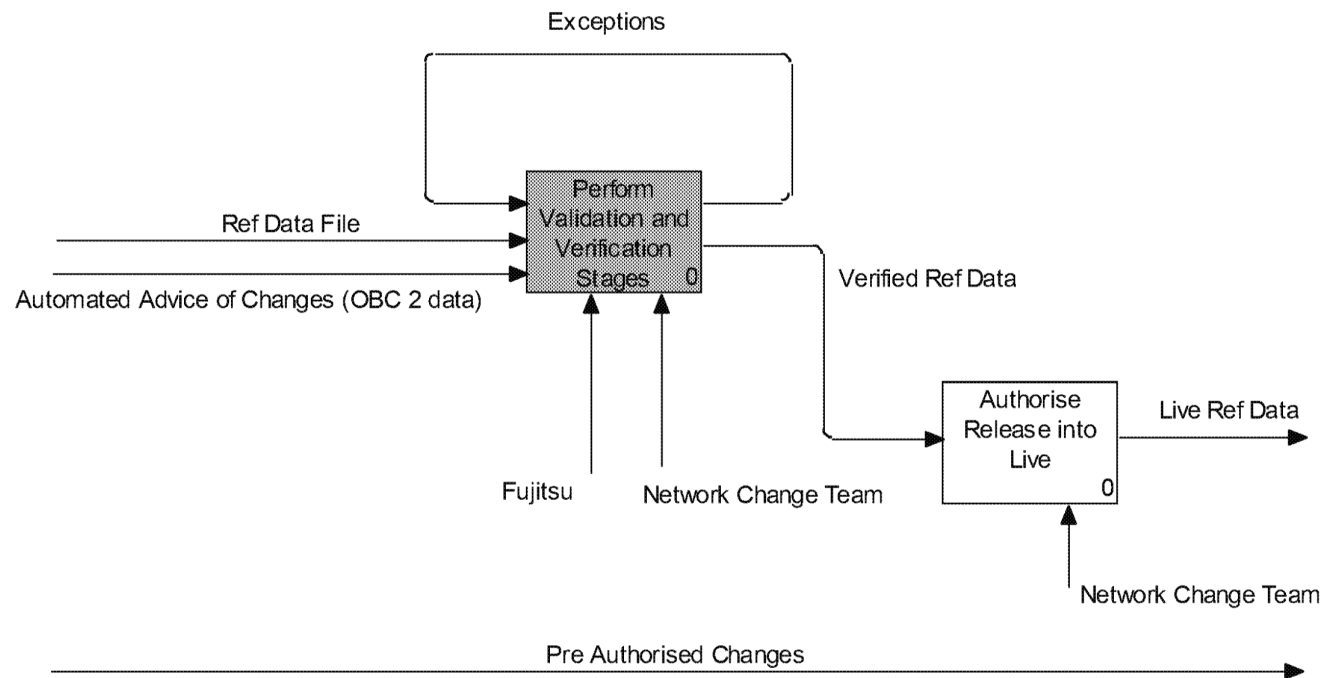 Exceptions
Perform
Validation and
Verification
Stages 0
Ref Data File
Automated Advice of Changes (OBC 2 data)
Verified Ref Data
Fujitsu
Network Change Team
Authorise
Release into
Live
0
Live Ref Data
Network Change Team
Pre Authorised Changes